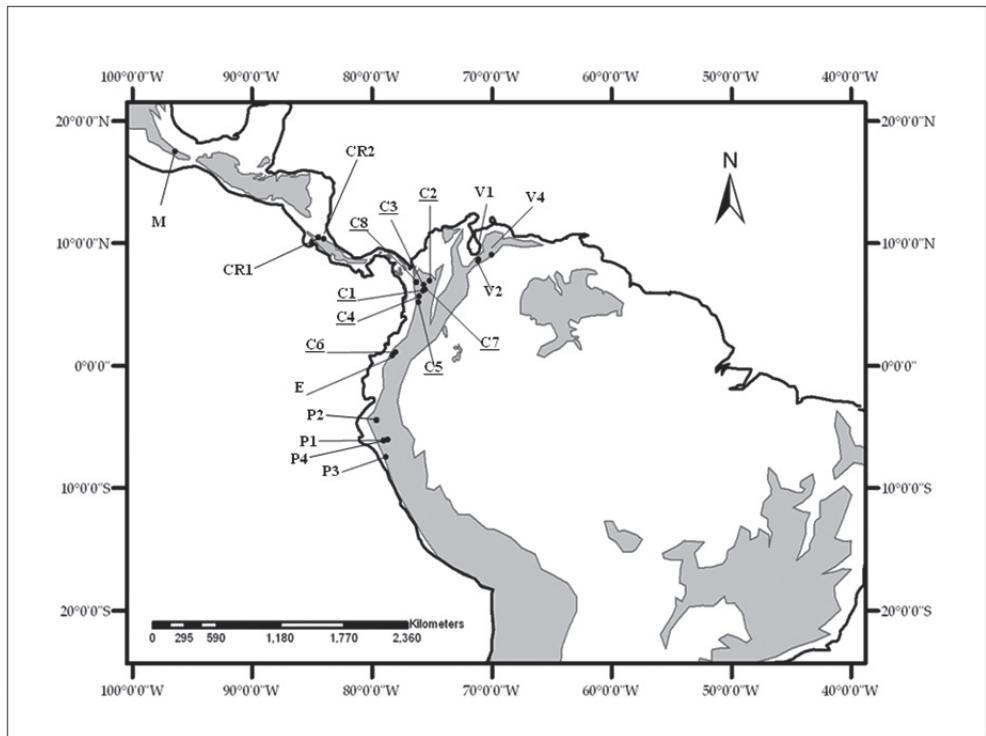 100°0'0"W 90°0'0"W 80°0'0"W 70°0'0"W 60°0'0"W 50°0'0"W 40°0'0"W
20°0'0"N 20°0'0"N
CR2
N
C2 V1
C3 V4
C8
M
10°0'0"N 10°0'0"N
CR1
V2
C1
C4
C6 C7
C5
0°0'0" 0°0'0"
E
P2
P1
P4
P3
10°0'0"S 10°0'0"S
20°0'0"S 20°0'0"S
Kilometers
0 295 590 1,180 1,770 2,360
100°0'0"W 90°0'0"W 80°0'0"W 70°0'0"W 60°0'0"W 50°0'0"W 40°0'0"W